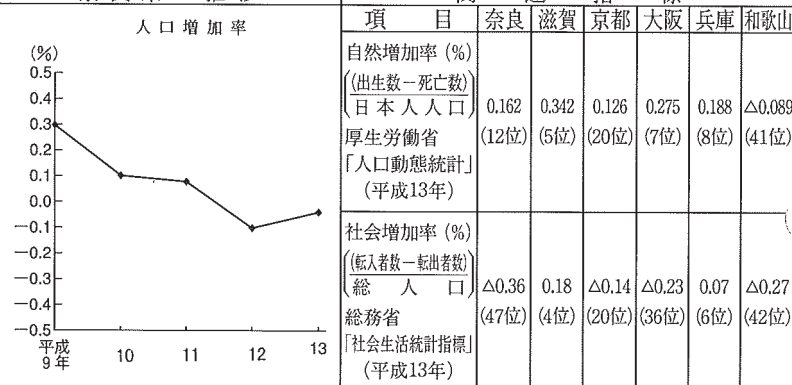 人口増加率
(%)
0.5
0.4
0.3
0.2
0.1
0.0
−0.1
−0.2
−0.3
−0.4
−0.5
平成9年 10 11 12 13
項目 奈良 滋賀 京都 大阪 兵庫 和歌山
自然増加率(%)
((出生数−死亡数)
日本人人口) 0.162 0.342 0.126 0.275 0.188 △0.089
厚生労働省 (12位) (5位) (20位) (7位) (8位) (41位)
「人口動態統計」
(平成13年)
社会増加率(%)
((転入者数−転出者数)
総人口) △0.36 0.18 △0.14 △0.23 0.07 △0.27
総務省 (47位) (4位) (20位) (36位) (6位) (42位)
「社会生活統計指標」
(平成13年)